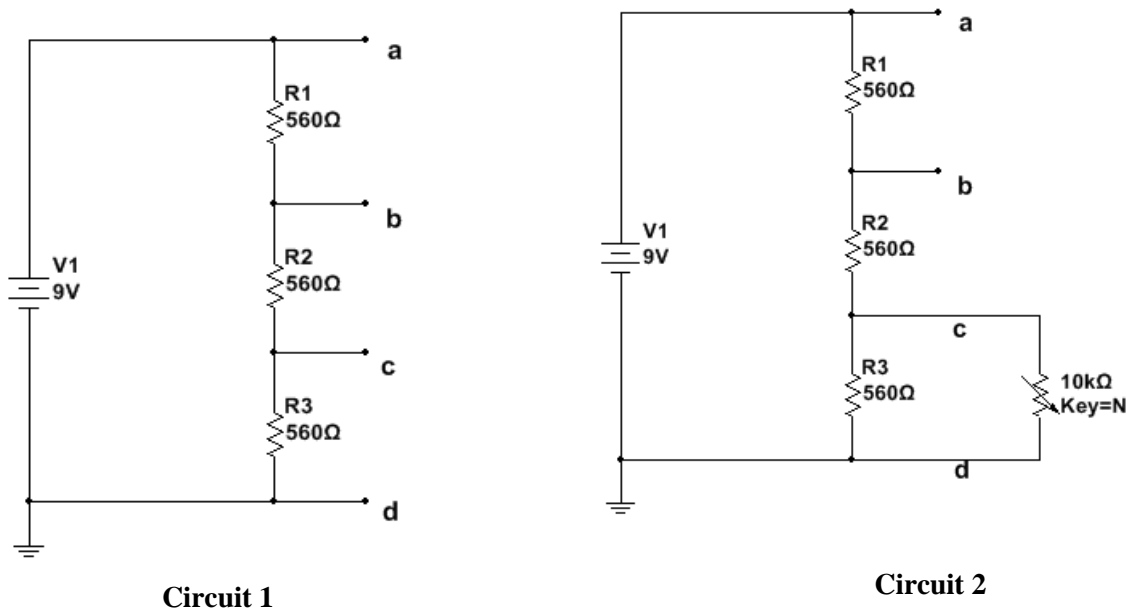 a
R1
560Ω
b
V1
9V
R2
560Ω
c
R3
560Ω
d
Circuit 1
a
R1
560Ω
b
V1
9V
R2
560Ω
c
R3
560Ω
10kΩ
Key=N
d
Circuit 2